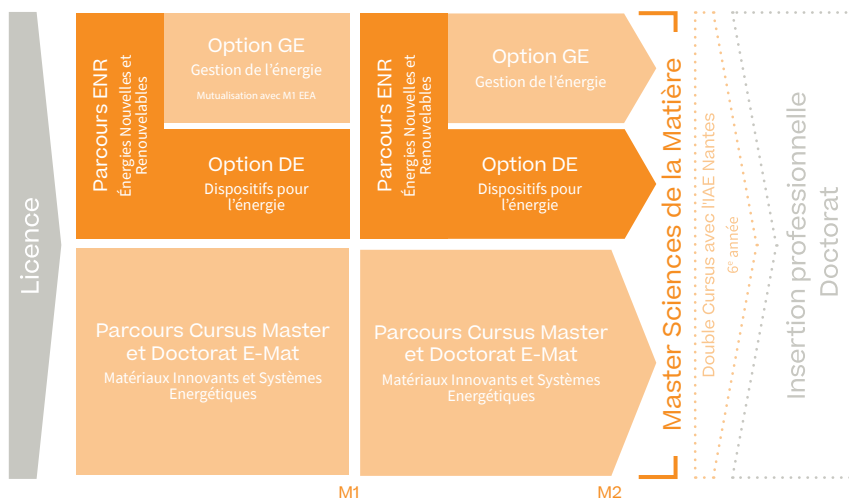 Licence
Parcours ENR
Énergies Nouvelles et
Renouvelables
Option GE
Gestion de l'énergie
Mutualisation avec M1 EEA
Option DE
Dispositifs pour
l'énergie
Parcours Cursus Master
et Doctorat E-Mat
Matériaux Innovants et Systèmes
Energétiques
M1
Parcours ENR
Énergies Nouvelles et
Renouvelables
Option GE
Gestion de l'énergie
Option DE
Dispositifs pour
l'énergie
Parcours Cursus Master
et Doctorat E-Mat
Matériaux Innovants et Systèmes
Energétiques
M2
Master Sciences de la Matière
Double Cursus avec l'IAE Nantes
6e année
Insertion professionnelle
Doctorat